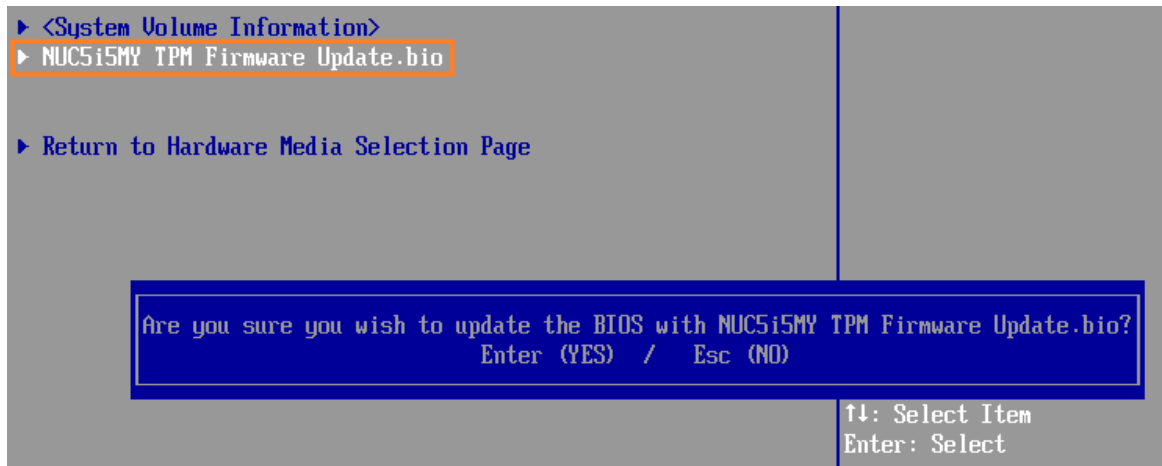 ▶ <System Volume Information>
▶ NUC5i5MY TPM Firmware Update.bio
▶ Return to Hardware Media Selection Page
Are you sure you wish to update the BIOS with NUC5i5MY TPM Firmware Update.bio?
Enter (YES) / Esc (NO)
↑↓: Select Item
Enter: Select